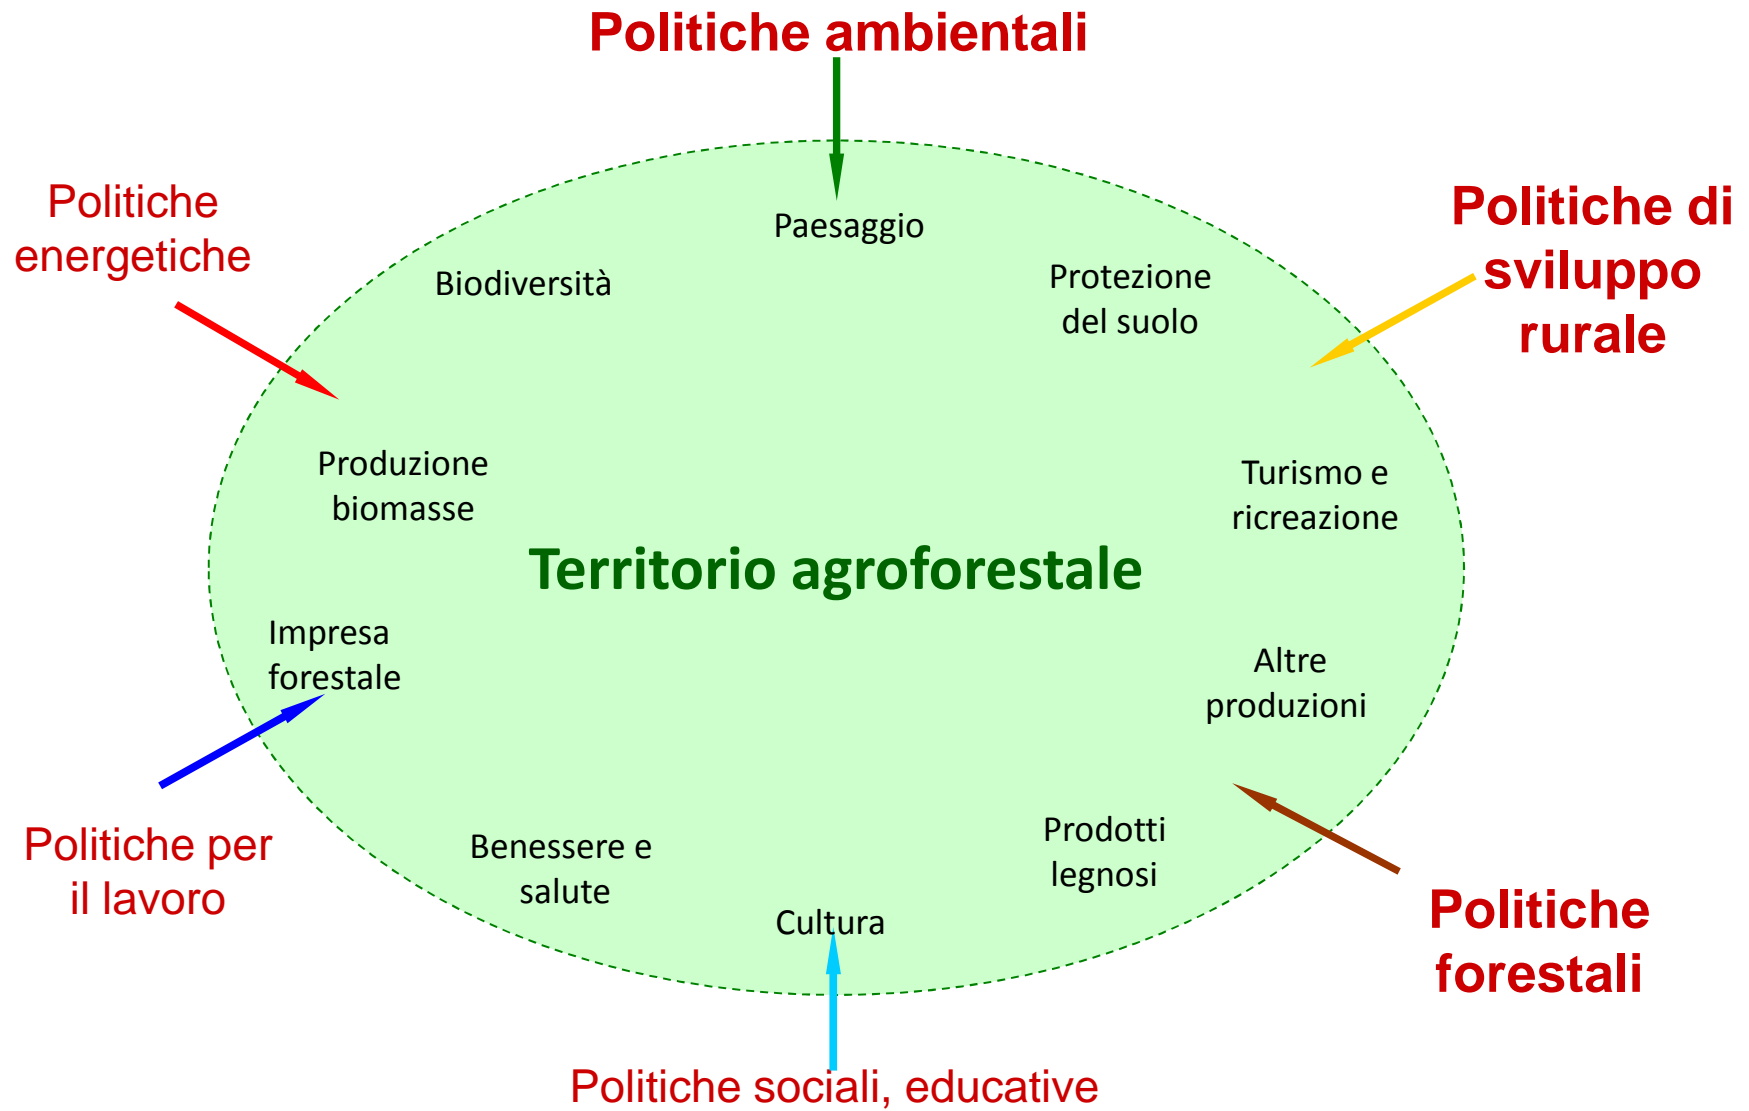 Politiche ambientali
Politiche
energetiche
Politiche di
sviluppo
rurale
Paesaggio
Biodiversità
Protezione
del suolo
Produzione
biomasse
Turismo e
ricreazione
Territorio agroforestale
Impresa
forestale
Altre
produzioni
Politiche per
il lavoro
Benessere e
salute
Prodotti
legnosi
Cultura
Politiche
forestali
Politiche sociali, educative